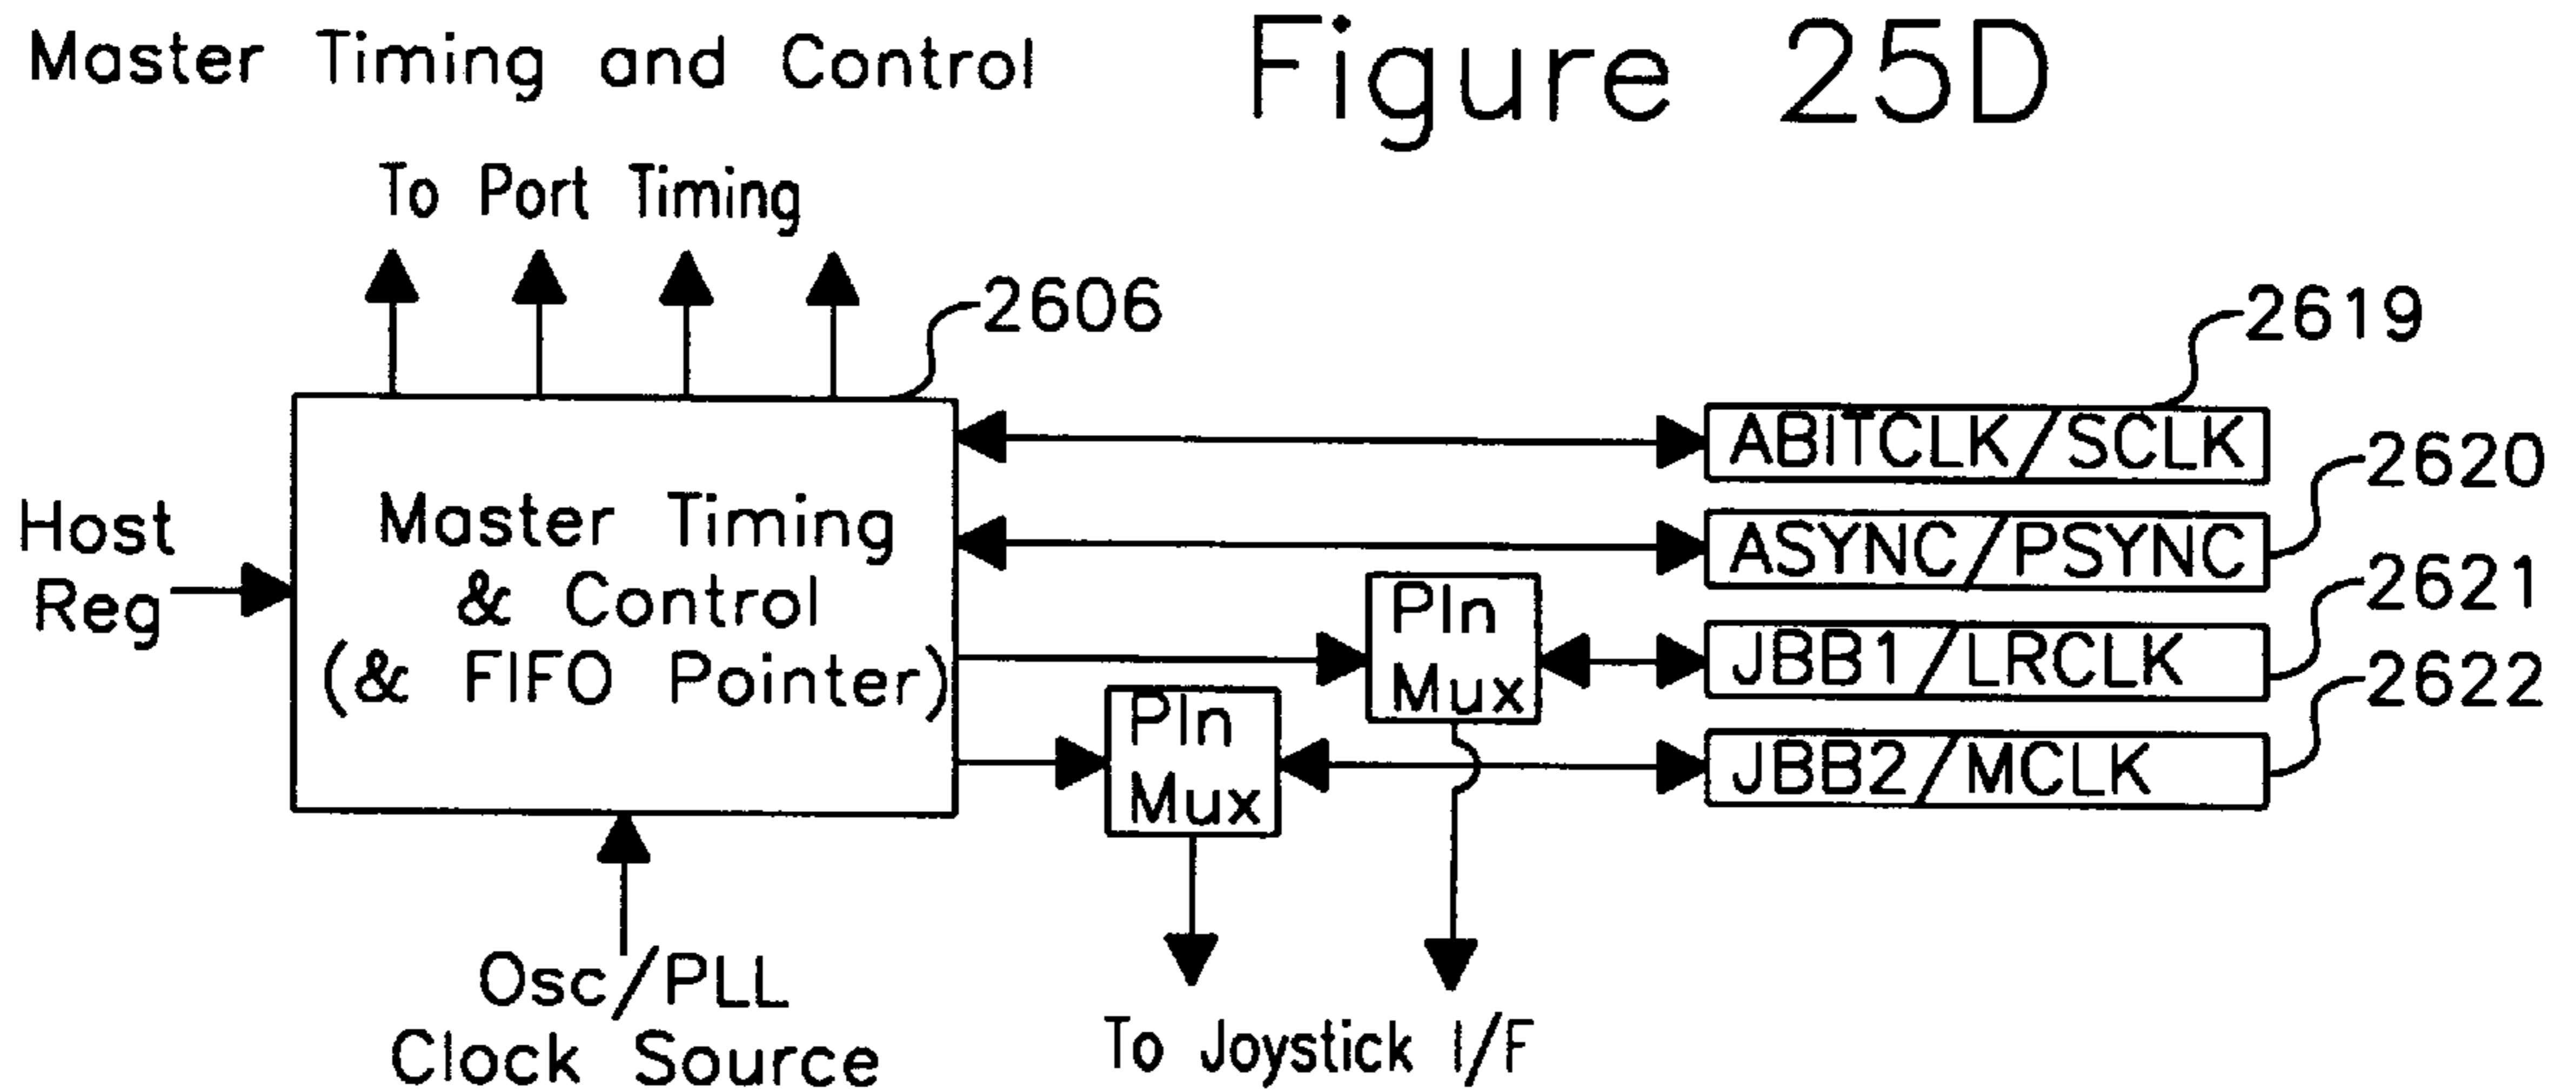 Master Timing and Control
Figure 25D
To Port Timing
2606
2619
ABITCLK/SCLK
2620
Host
Reg
Master Timing
& Control
(& FIFO Pointer)
ASYNC/PSYNC
2621
PIn
Mux
JBB1/LRCLK
2622
PIn
Mux
JBB2/MCLK
Osc/PLL
Clock Source
To Joystick I/F